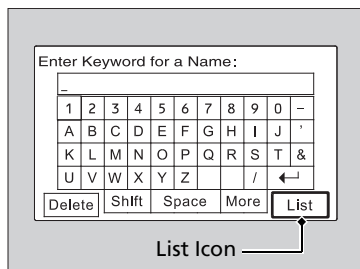 Enter Keyword for a Name:
_
1 2 3 4 5 6 7 8 9 0 –
A B C D E F G H I J '
K L M N O P Q R S T &
U V W X Y Z /
Delete Shift Space More List
List Icon